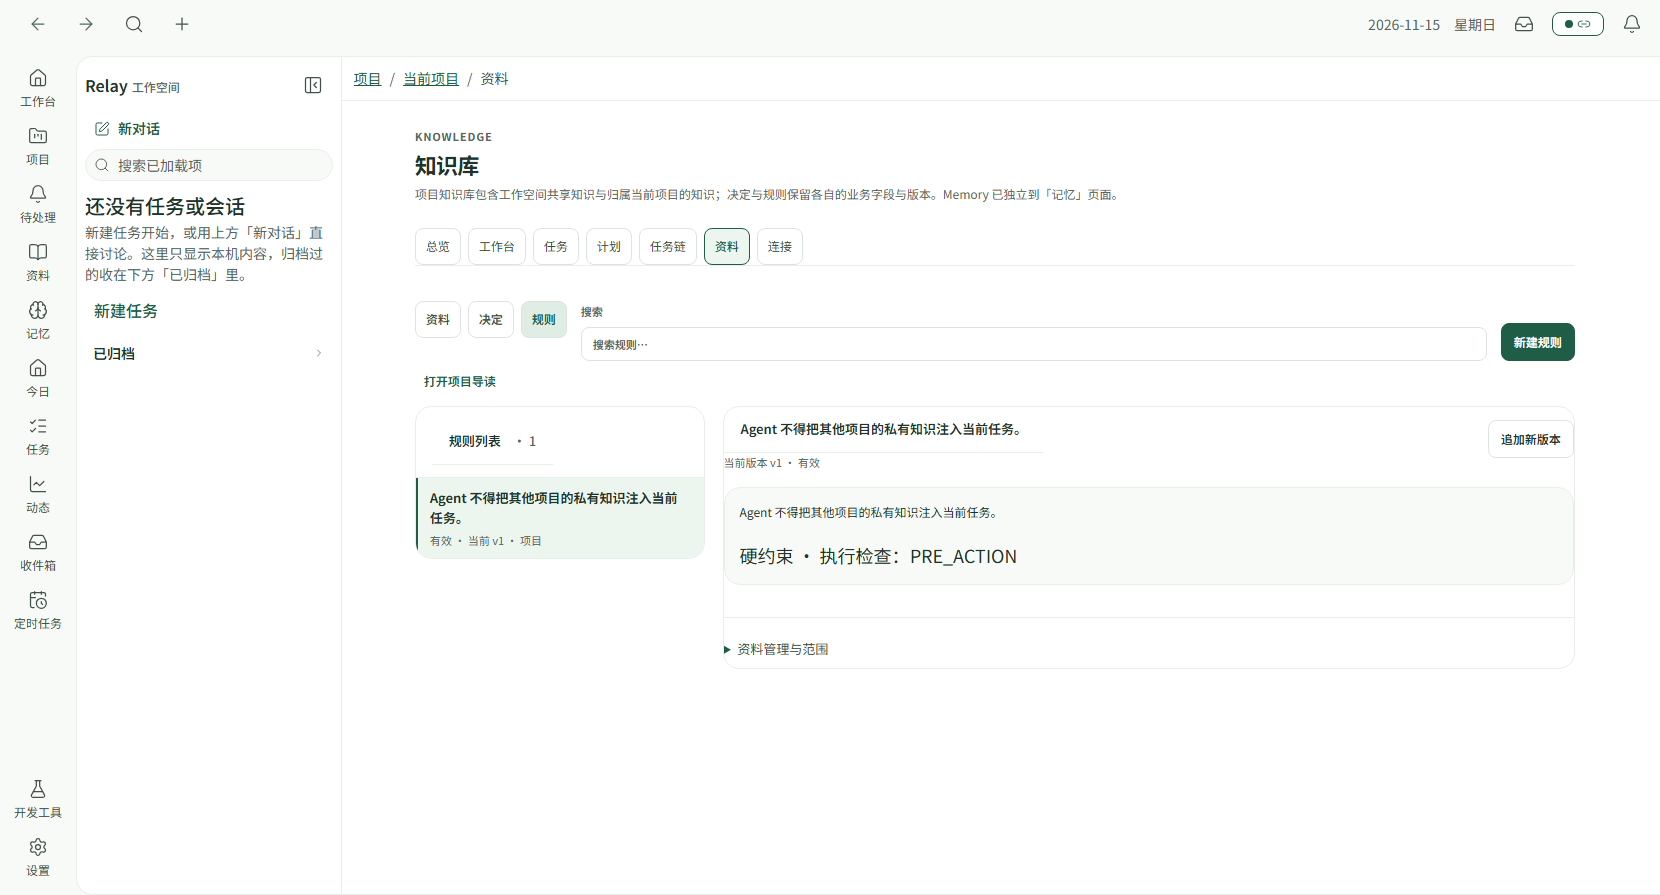 2026-11-15 星期日
工作台
项目
待处理
资料
记忆
今日
任务
动态
收件箱
定时任务
开发工具
设置
Relay 工作空间
新对话
搜索已加载项
还没有任务或会话
新建任务开始，或用上方「新对话」直
接讨论。这里只显示本机内容，归档过
的收在下方「已归档」里。
新建任务
已归档
项目 / 当前项目 / 资料
KNOWLEDGE
知识库
项目知识库包含工作空间共享知识与归属当前项目的知识；决定与规则保留各自的业务字段与版本。Memory 已独立到「记忆」页面。
总览 工作台 任务 计划 任务链 资料 连接
资料 决定 规则
搜索
搜索规则…
新建规则
打开项目导读
规则列表 • 1
Agent 不得把其他项目的私有知识注入当前
任务。
有效 • 当前 v1 • 项目
Agent 不得把其他项目的私有知识注入当前任务。
追加新版本
当前版本 v1 • 有效
Agent 不得把其他项目的私有知识注入当前任务。
硬约束 • 执行检查：PRE_ACTION
资料管理与范围